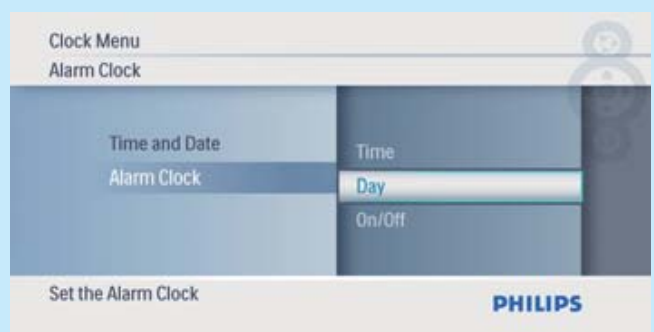 Clock Menu
Alarm Clock
Time and Date
Alarm Clock
Time
Day
On/Off
Set the Alarm Clock
PHILIPS